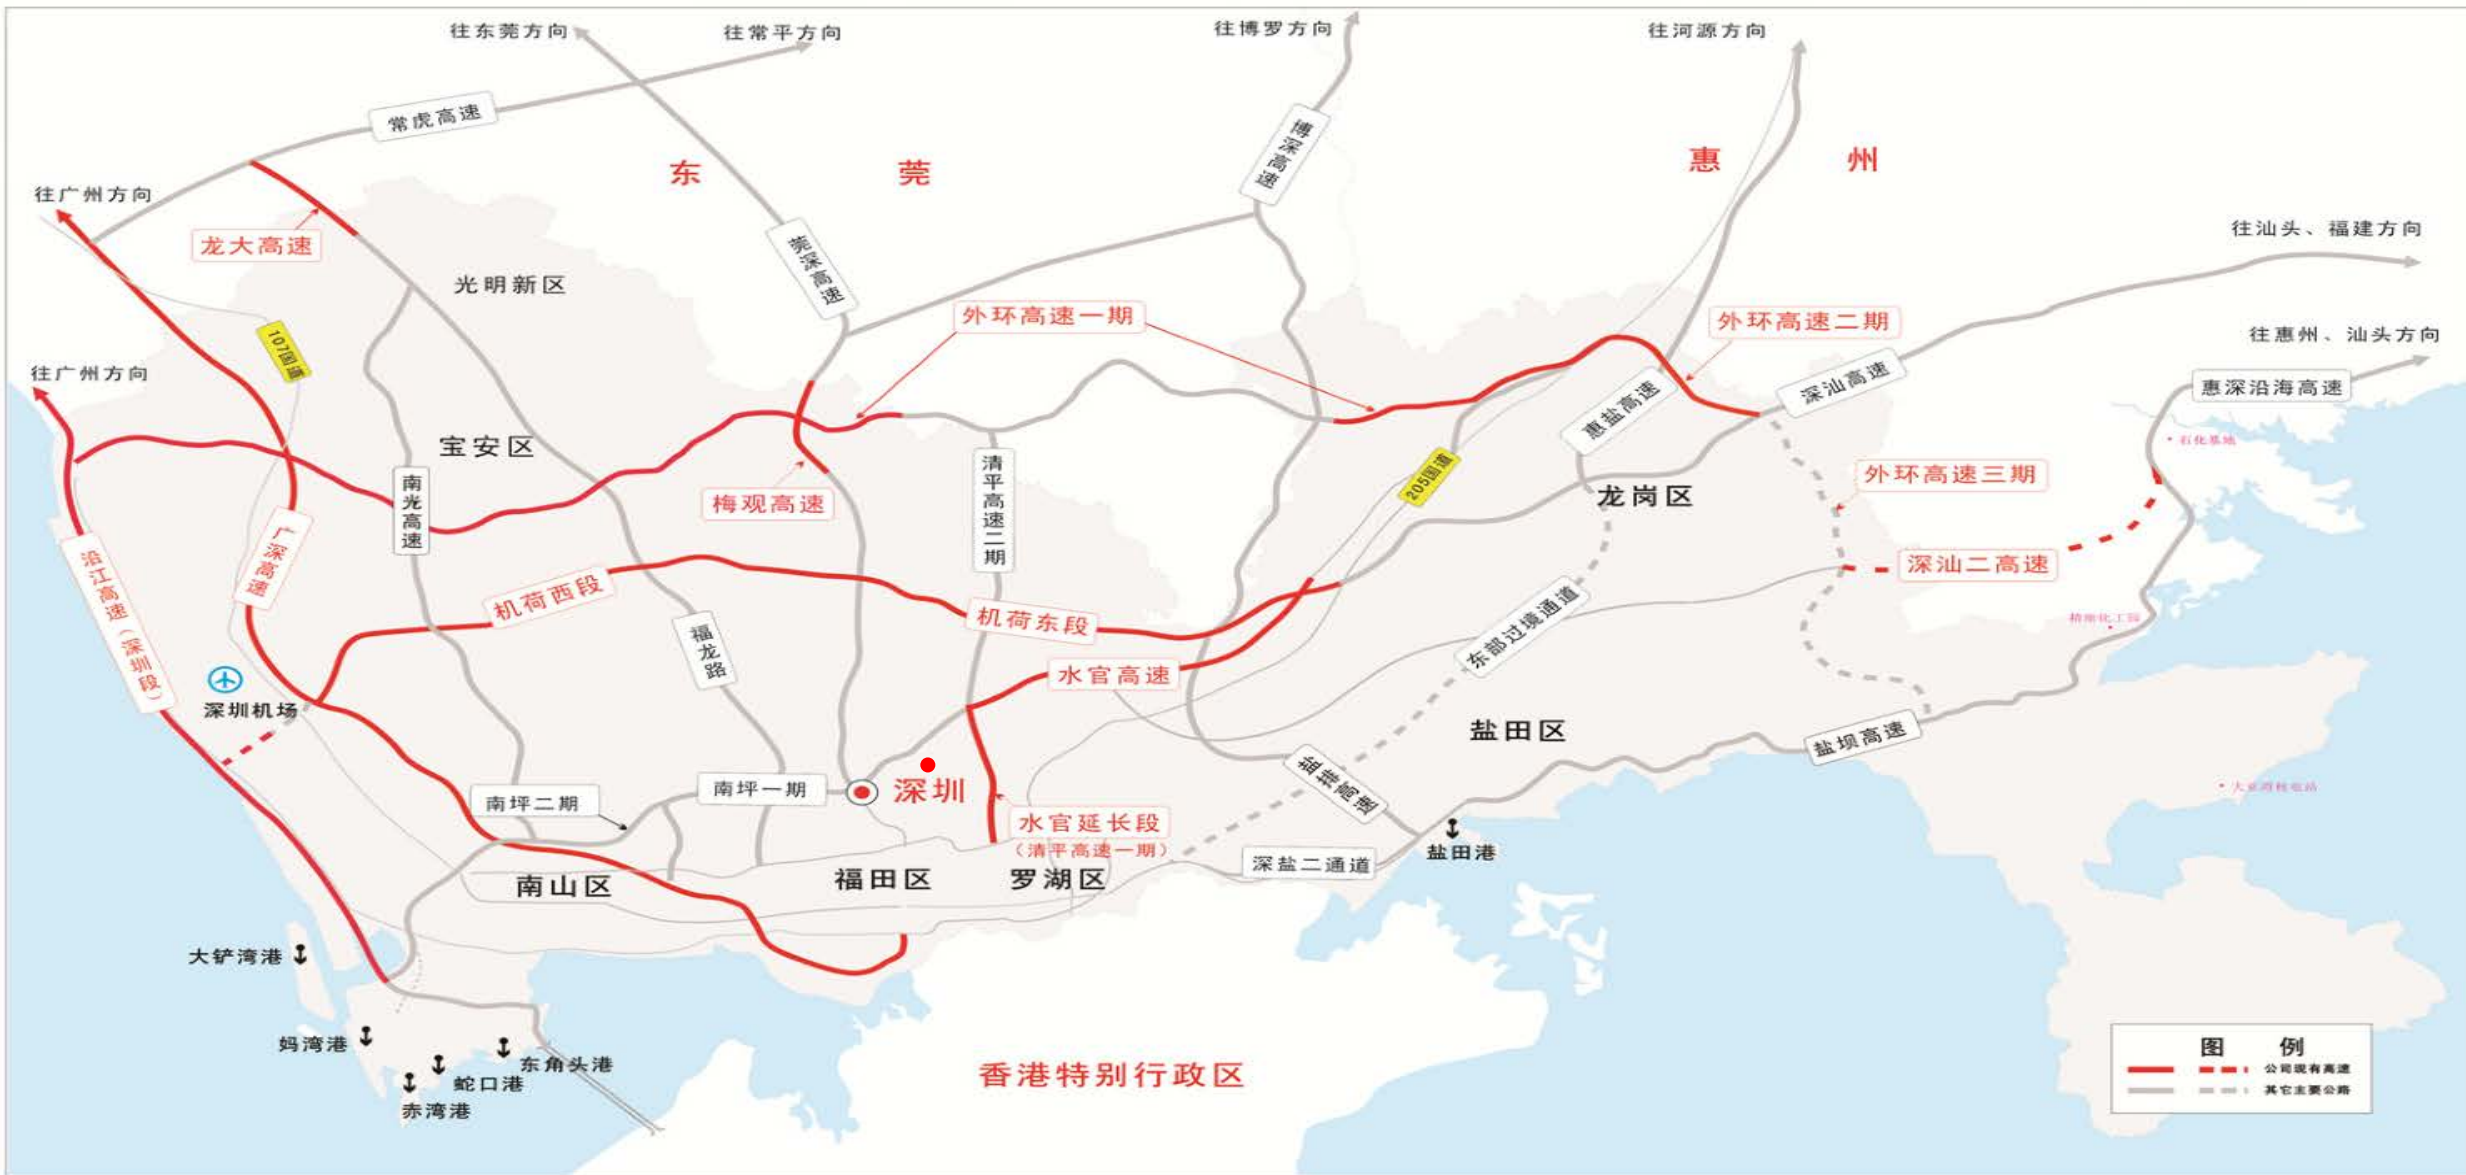 往东莞方向
往常平方向
往博罗方向
往河源方向
常虎高速
博深高速
东 莞
惠 州
往广州方向
龙大高速
莞深高速
往汕头、福建方向
光明新区
外环高速一期
外环高速二期
107国道
往惠州、汕头方向
往广州方向
深汕高速
惠深沿海高速
惠盐高速
宝安区
石化基地
清平高速二期
205国道
外环高速三期
梅观高速
龙岗区
南光高速
广深高速
沿江高速（深圳段）
深汕二高速
机荷西段
机荷东段
精细化工园
福龙路
东部过境通道
水官高速
深圳机场
盐田区
盐坝高速
盐排高速
南坪一期
深圳
南坪二期
水官延长段
（清平高速一期）
盐田港
深盐二通道
南山区
福田区
罗湖区
大铲湾港
妈湾港
东角头港
蛇口港
赤湾港
香港特别行政区
图 例
公司现有高速
其它主要公路